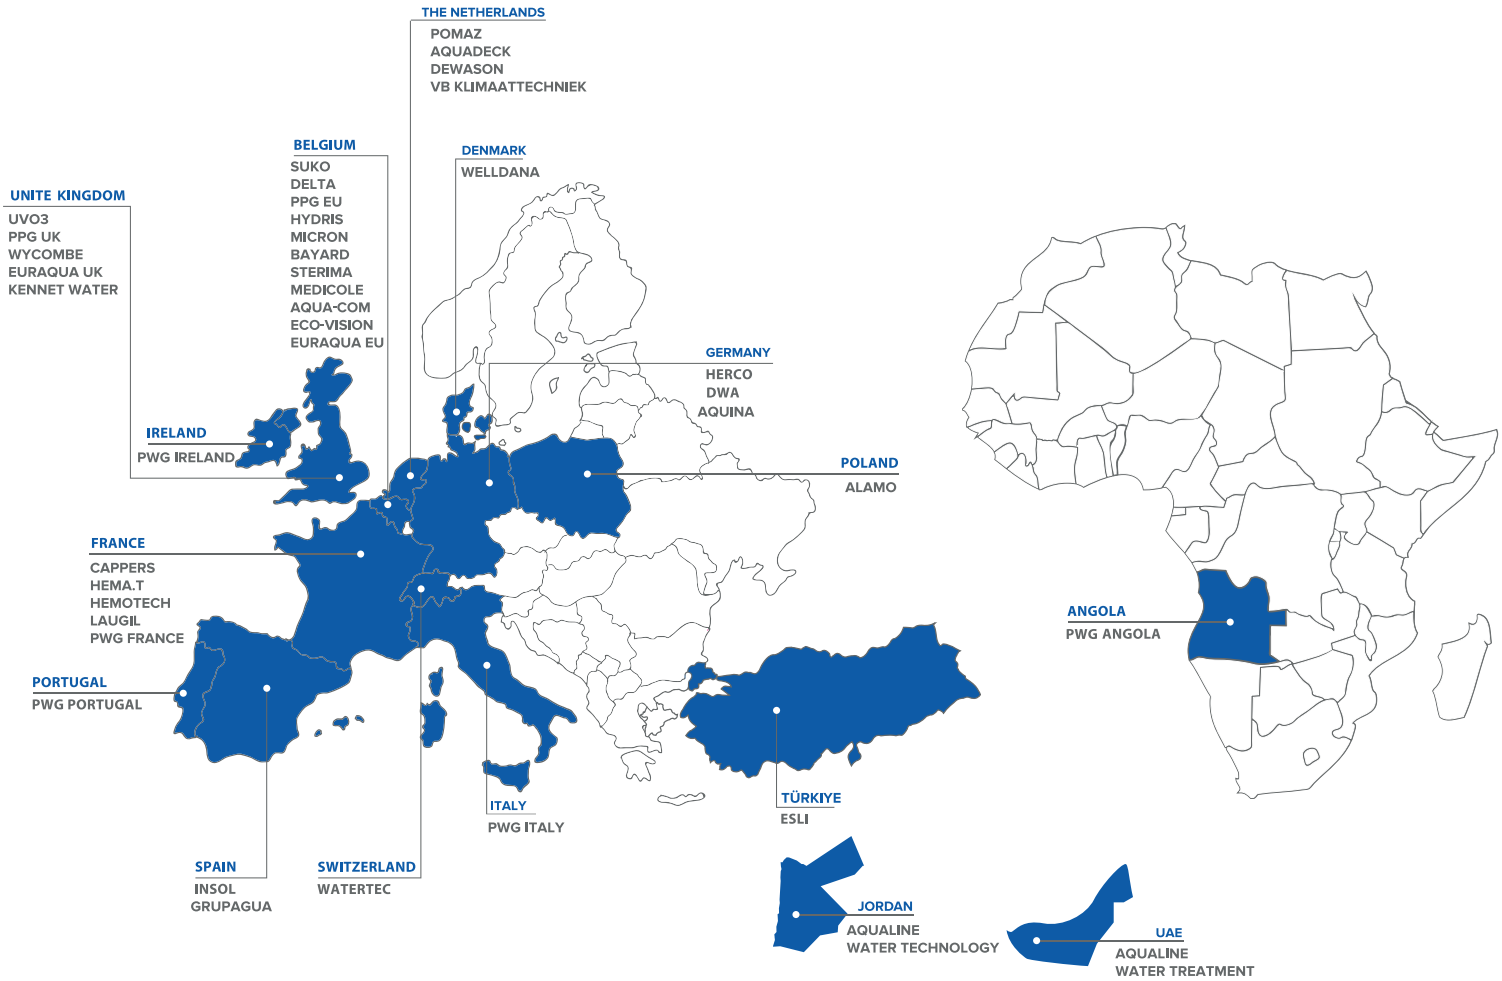 THE NETHERLANDS
POMAZ
AQUADECK
DEWASON
VB KLIMAATTECHNIEK
BELGIUM
SUKO
DELTA
PPG EU
HYDRIS
MICRON
BAYARD
STERIMA
MEDICOLE
AQUA-COM
ECO-VISION
EURAQUA EU
DENMARK
WELLDANA
UNITE KINGDOM
UVO3
PPG UK
WYCOMBE
EURAQUA UK
KENNET WATER
GERMANY
HERCO
DWA
AQUINA
IRELAND
PWG IRELAND
POLAND
ALAMO
FRANCE
CAPPERS
HEMA.T
HEMOTECH
LAUGIL
PWG FRANCE
ANGOLA
PWG ANGOLA
PORTUGAL
PWG PORTUGAL
ITALY
PWG ITALY
TÜRKIYE
ESLI
SPAIN
INSOL
GRUPAGUA
SWITZERLAND
WATERTEC
JORDAN
AQUALINE
WATER TECHNOLOGY
UAE
AQUALINE
WATER TREATMENT